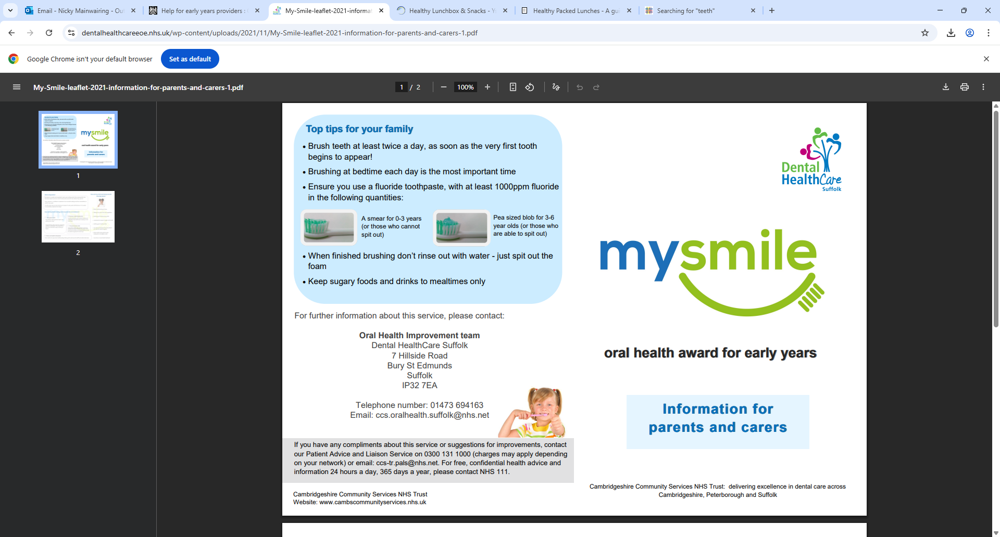 Email - Nicky Mainwairing - Ou
Help for early years providers :
My-Smile-leaflet-2021-informat
Healthy Lunchbox & Snacks - Y
Healthy Packed Lunches - A gui
Searching for "teeth"
dentalhealthcareeoe.nhs.uk/wp-content/uploads/2021/11/My-Smile-leaflet-2021-information-for-parents-and-carers-1.pdf
Google Chrome isn't your default browser
Set as default
My-Smile-leaflet-2021-information-for-parents-and-carers-1.pdf
1 / 2
100%
1
2
Top tips for your family
• Brush teeth at least twice a day, as soon as the very first tooth
begins to appear!
• Brushing at bedtime each day is the most important time
• Ensure you use a fluoride toothpaste, with at least 1000ppm fluoride
in the following quantities:
A smear for 0-3 years
(or those who cannot
spit out)
Pea sized blob for 3-6
year olds (or those who
are able to spit out)
• When finished brushing don't rinse out with water - just spit out the
foam
• Keep sugary foods and drinks to mealtimes only
For further information about this service, please contact:
Oral Health Improvement team
Dental HealthCare Suffolk
7 Hillside Road
Bury St Edmunds
Suffolk
IP32 7EA
Telephone number: 01473 694163
Email: ccs.oralhealth.suffolk@nhs.net
If you have any compliments about this service or suggestions for improvements, contact
our Patient Advice and Liaison Service on 0300 131 1000 (charges may apply depending
on your network) or email: ccs-tr.pals@nhs.net. For free, confidential health advice and
information 24 hours a day, 365 days a year, please contact NHS 111.
Cambridgeshire Community Services NHS Trust
Website: www.cambscommunityservices.nhs.uk
Dental
HealthCare
Suffolk
mysmile
oral health award for early years
Information for
parents and carers
Cambridgeshire Community Services NHS Trust: delivering excellence in dental care across
Cambridgeshire, Peterborough and Suffolk